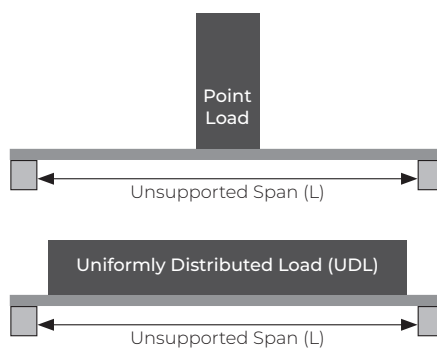 Point
Load
Unsupported Span (L)
Uniformly Distributed Load (UDL)
Unsupported Span (L)